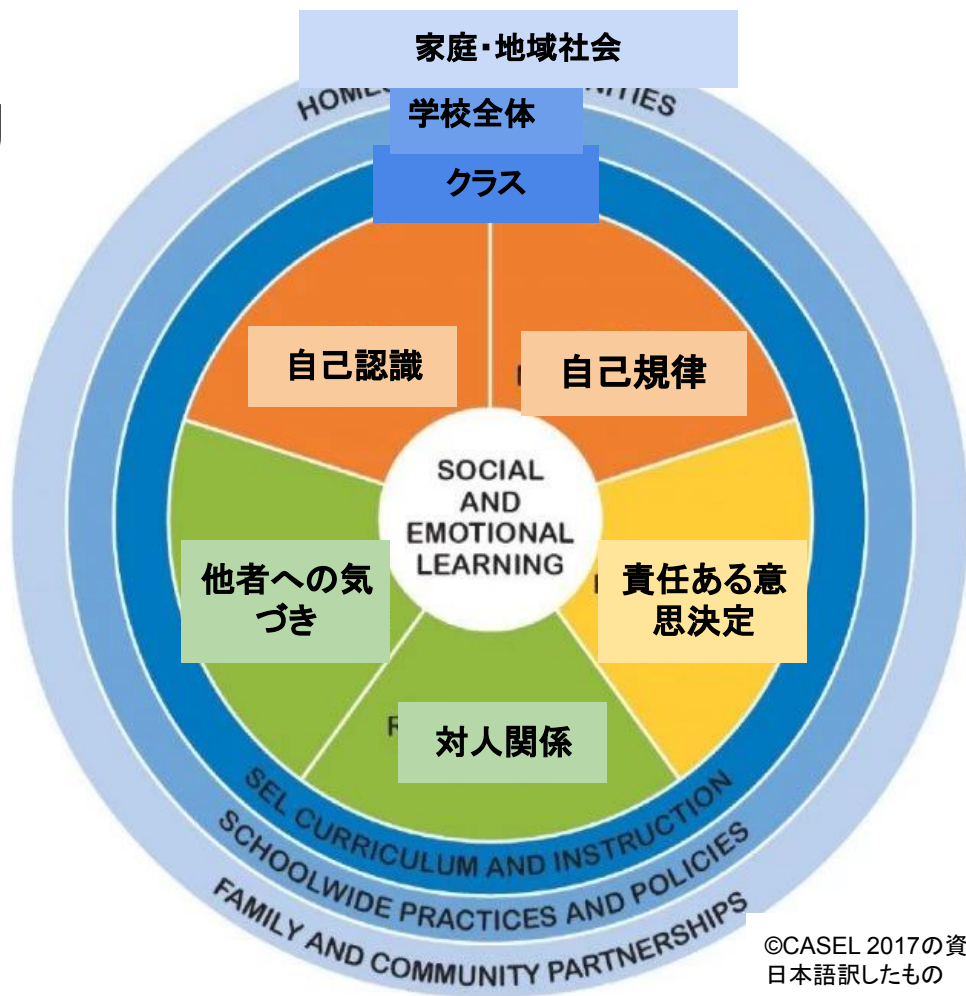 家庭・地域社会
学校全体
クラス
自己認識
自己規律
SOCIAL
AND
EMOTIONAL
LEARNING
他者への気
づき
責任ある意
思決定
対人関係
SEL CURRICULUM AND INSTRUCTION
SCHOOLWIDE PRACTICES AND POLICIES
FAMILY AND COMMUNITY PARTNERSHIPS
©CASEL 2017の資
日本語訳したもの